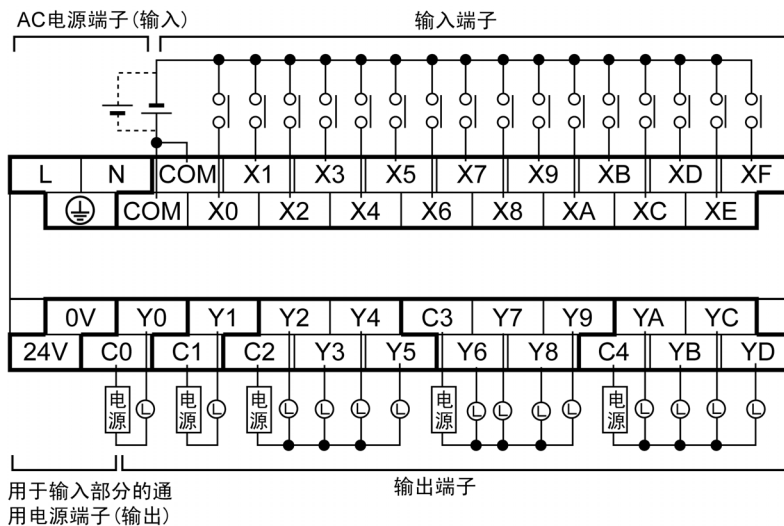 AC电源端子(输入)
输入端子
L N COM X1 X3 X5 X7 X9 XB XD XF
COM X0 X2 X4 X6 X8 XA XC XE
0V Y0 Y1 Y2 Y4 C3 Y7 Y9 YA YC
24V C0 C1 C2 Y3 Y5 Y6 Y8 C4 YB YD
电源 L 电源 L 电源 L L L L 电源 L L L L 电源 L L L L
用于输入部分的通
用电源端子(输出)
输出端子